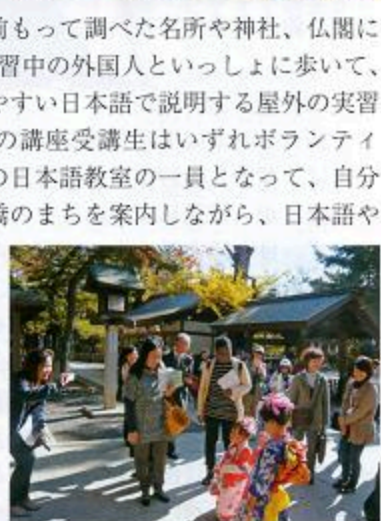 前もって調べた名所や神社、仏閣に
習中の外国人といっしょに歩いて、
やすい日本語で説明する屋外の実習
の講座受講生はいずれボランティ
の日本語教室の一員となって、自分
橋のまちを案内しながら、日本語や